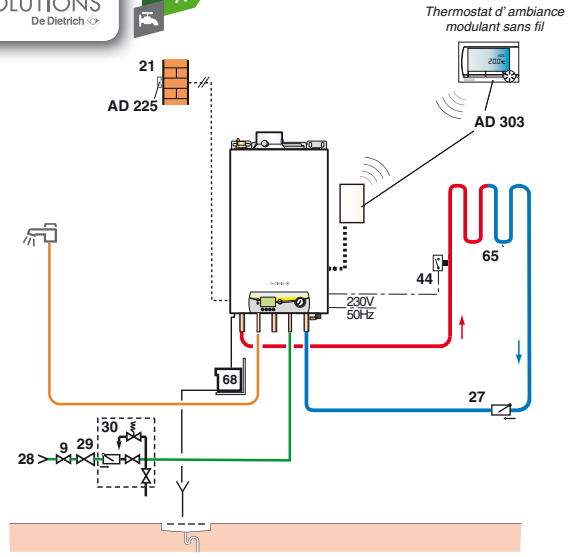 SOLUTIONS
De Dietrich
Thermostat d' ambiance
modulant sans fil
20.0
21
AD 225
AD 303
65
44
230V
50Hz
68
27
30
28
9
29